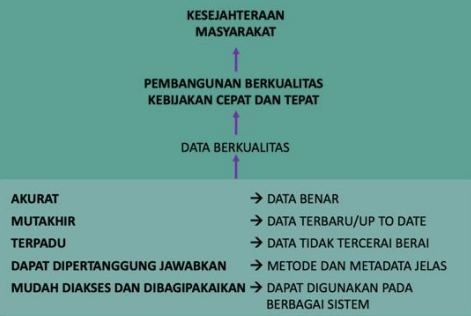 KESEJAHTERAAN
MASYARAKAT
PEMBANGUNAN BERKUALITAS
KEBIJAKAN CEPAT DAN TEPAT
DATA BERKUALITAS
AKURAT → DATA BENAR
MUTAKHIR → DATA TERBARU/UP TO DATE
TERPADU → DATA TIDAK TERCERAI BERAI
DAPAT DIPERTANGGUNG JAWABKAN → METODE DAN METADATA JELAS
MUDAH DIAKSES DAN DIBAGIPAKAIKAN → DAPAT DIGUNAKAN PADA
BERBAGAI SISTEM